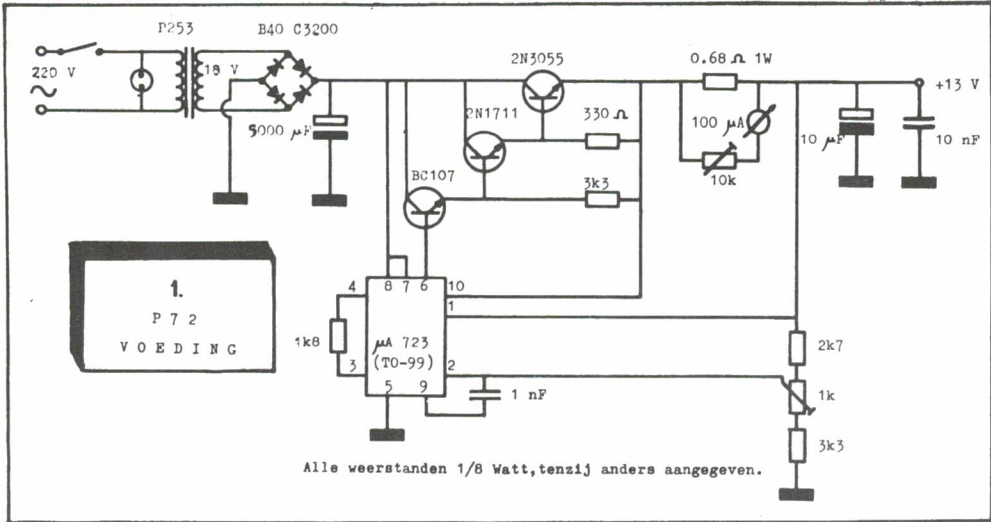 P253
B40 C3200
2N3055
0.68 Ω 1W
220 V
18 V
+13 V
2N1711
330 Ω
100 μA
5000 μF
10 μF
10 nF
BC107
3k3
10k
1.
P72
VOEDING
4
8
7
6
10
1
1k8
μA 723
(TO-99)
2k7
3
2
5
9
1 nF
1k
3k3
Alle weerstanden 1/8 Watt,tenzij anders aangegeven.